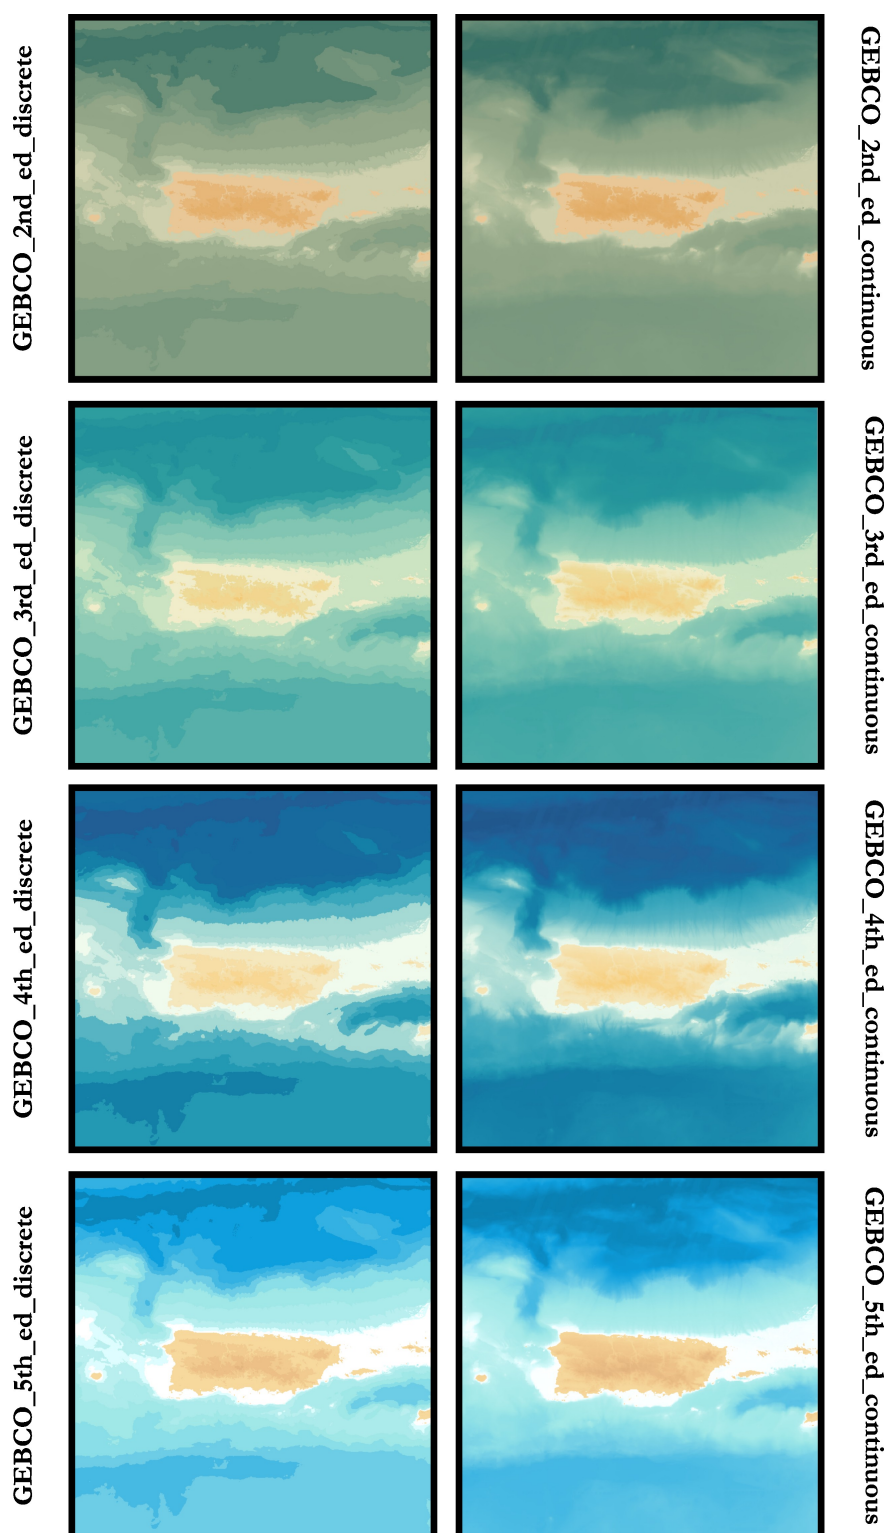 GEBCO_2nd_ed_discrete
GEBCO_2nd_ed_continuous
GEBCO_3rd_ed_discrete
GEBCO_3rd_ed_continuous
GEBCO_4th_ed_discrete
GEBCO_4th_ed_continuous
GEBCO_5th_ed_discrete
GEBCO_5th_ed_continuous